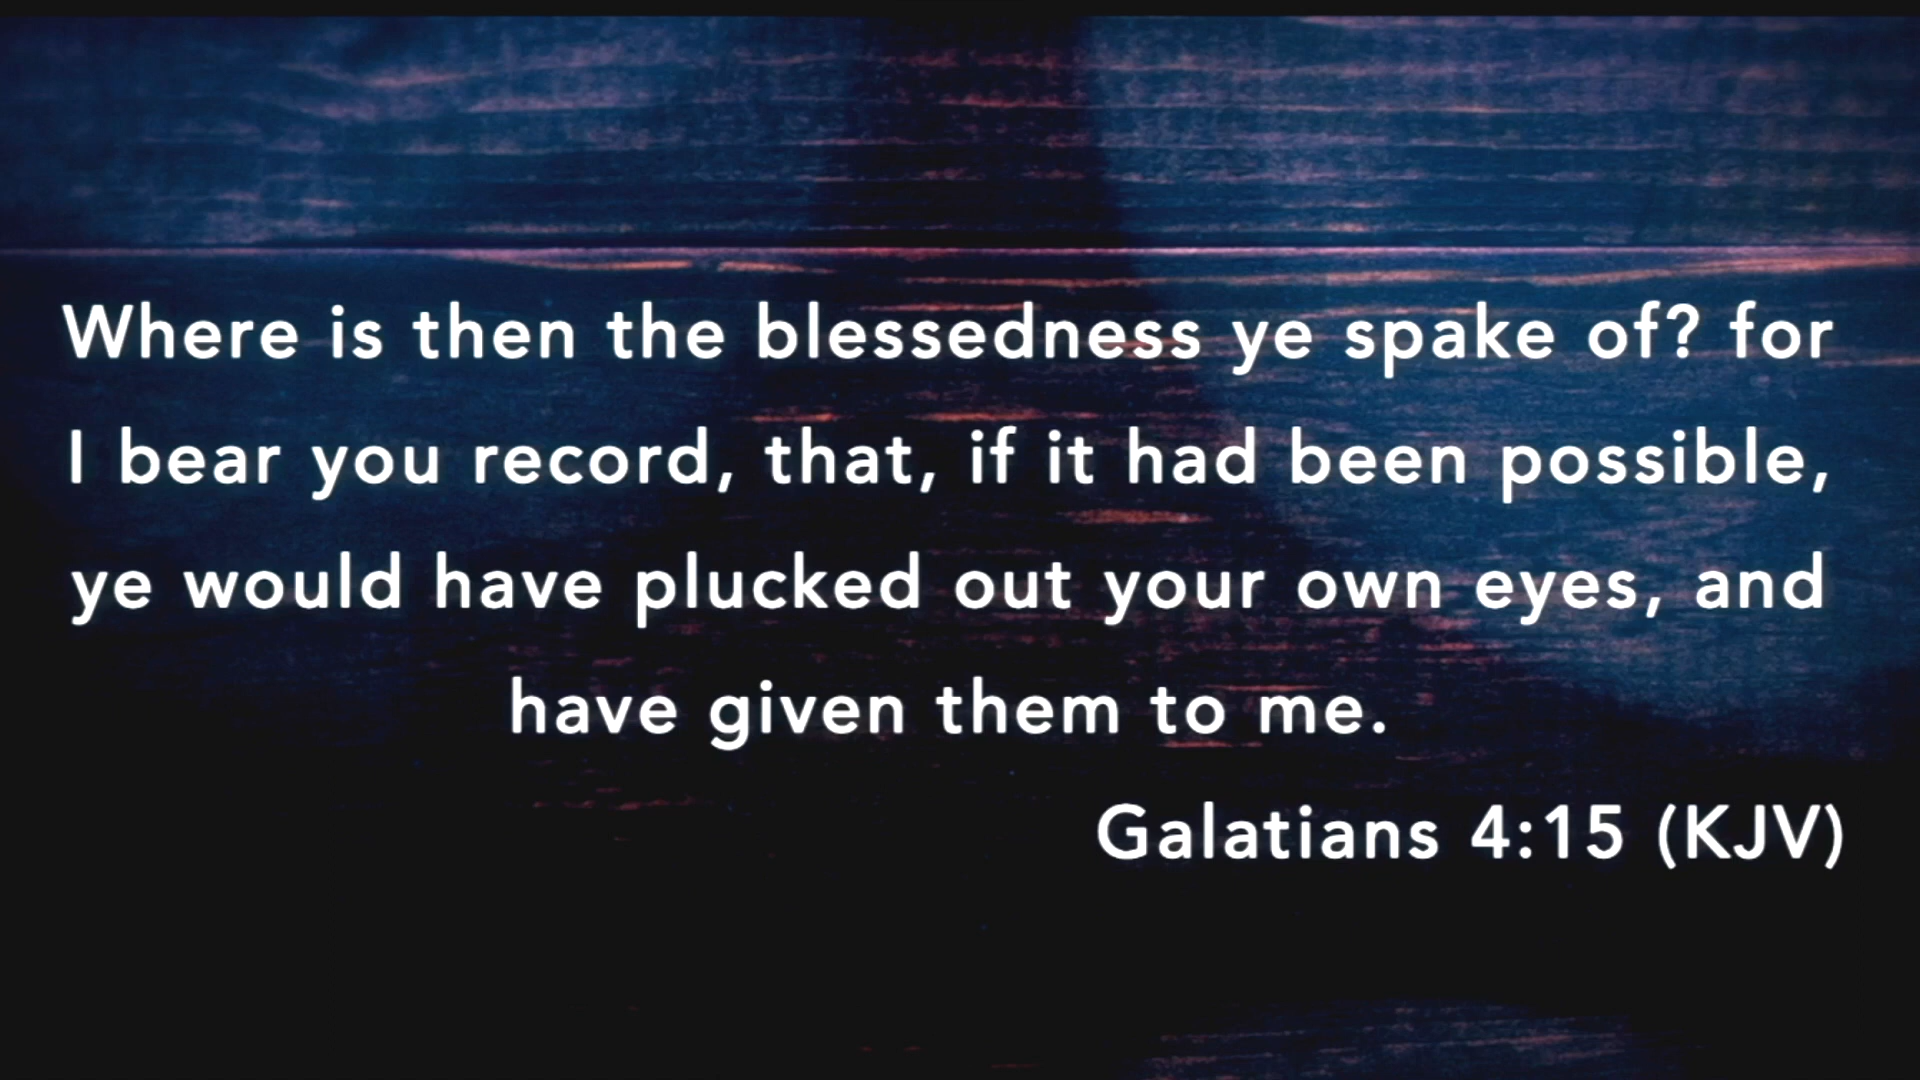 Where is then the blessedness ye spake of? for
I bear you record, that, if it had been possible,
ye would have plucked out your own eyes, and
have given them to me.
Galatians 4:15 (KJV)